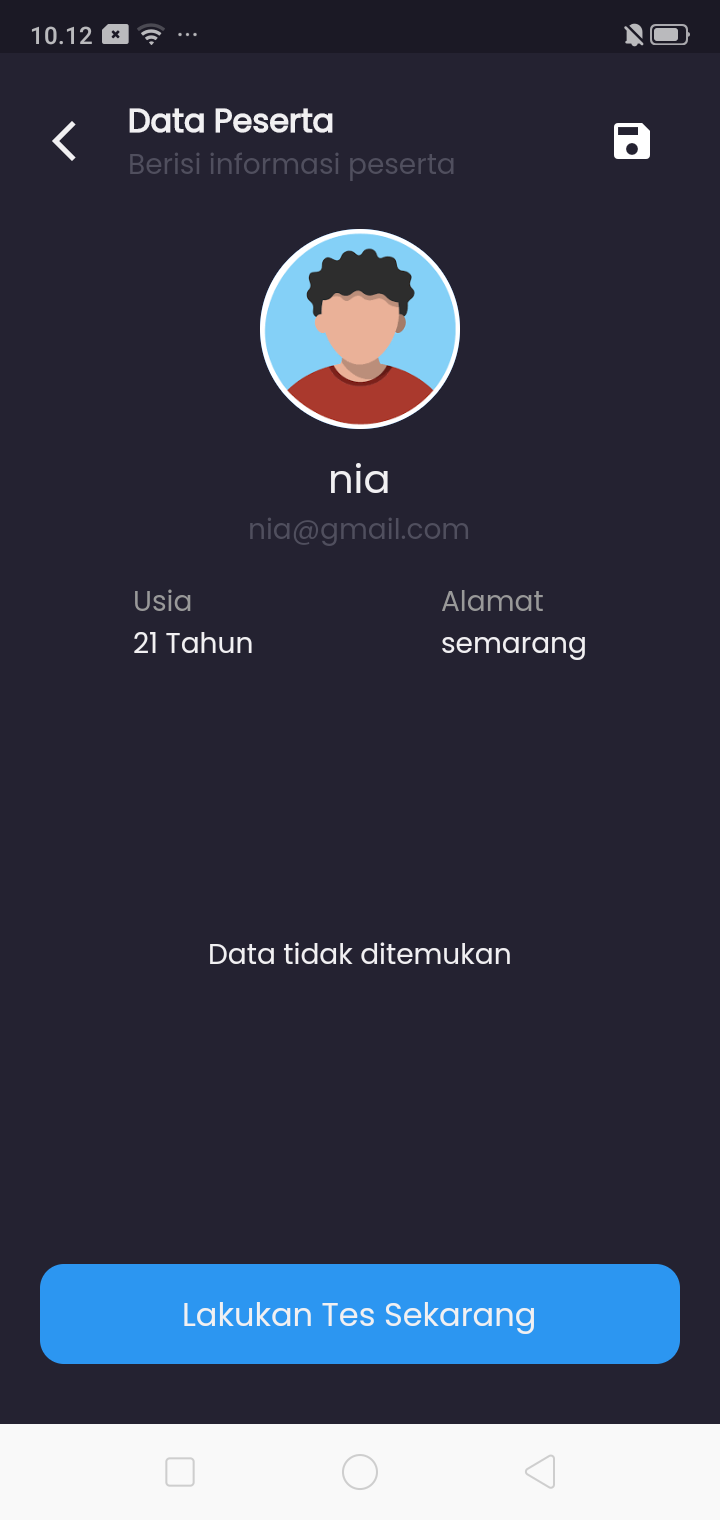 10.12
Data Peserta
Berisi informasi peserta
nia
nia@gmail.com
Usia
Alamat
21 Tahun
semarang
Data tidak ditemukan
Lakukan Tes Sekarang